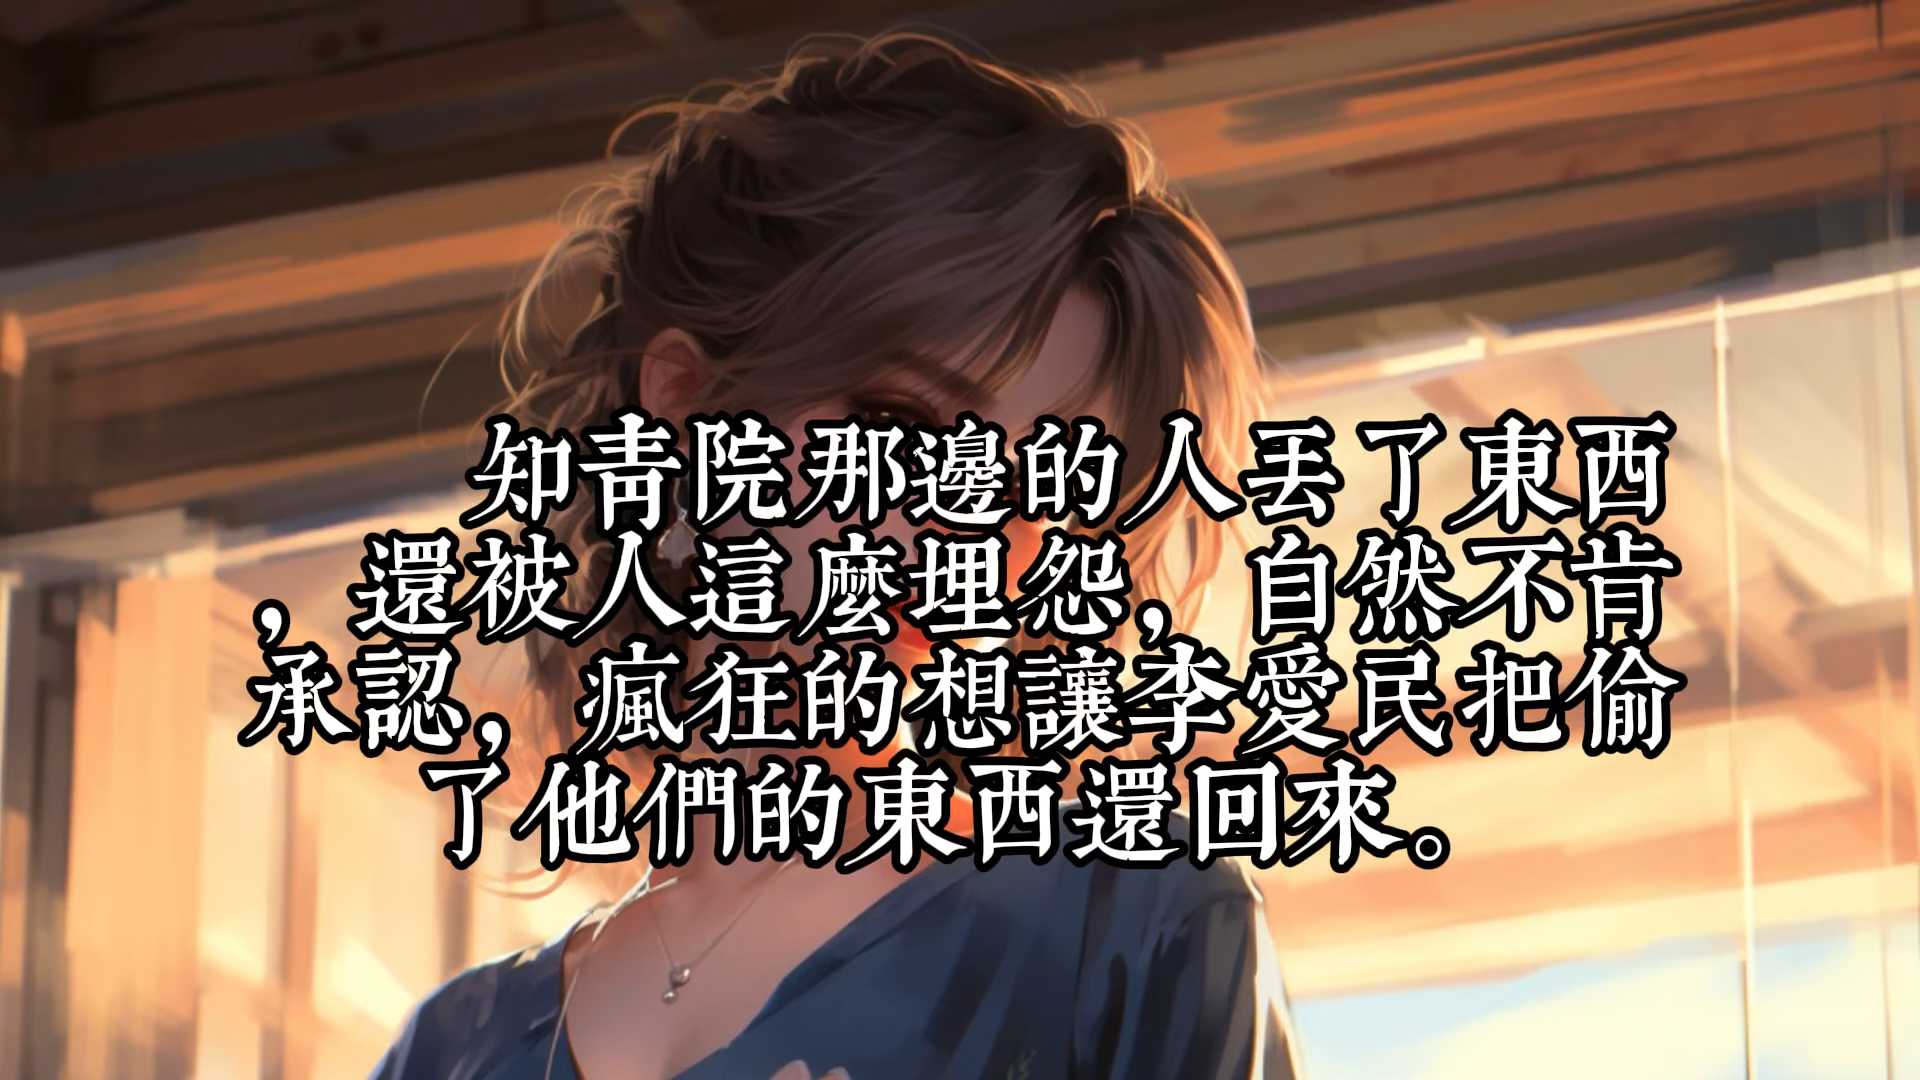 知青院那邊的人丟了東西
，還被人這麼埋怨，自然不肯
承認，瘋狂的想讓李愛民把偷
了他們的東西還回來。